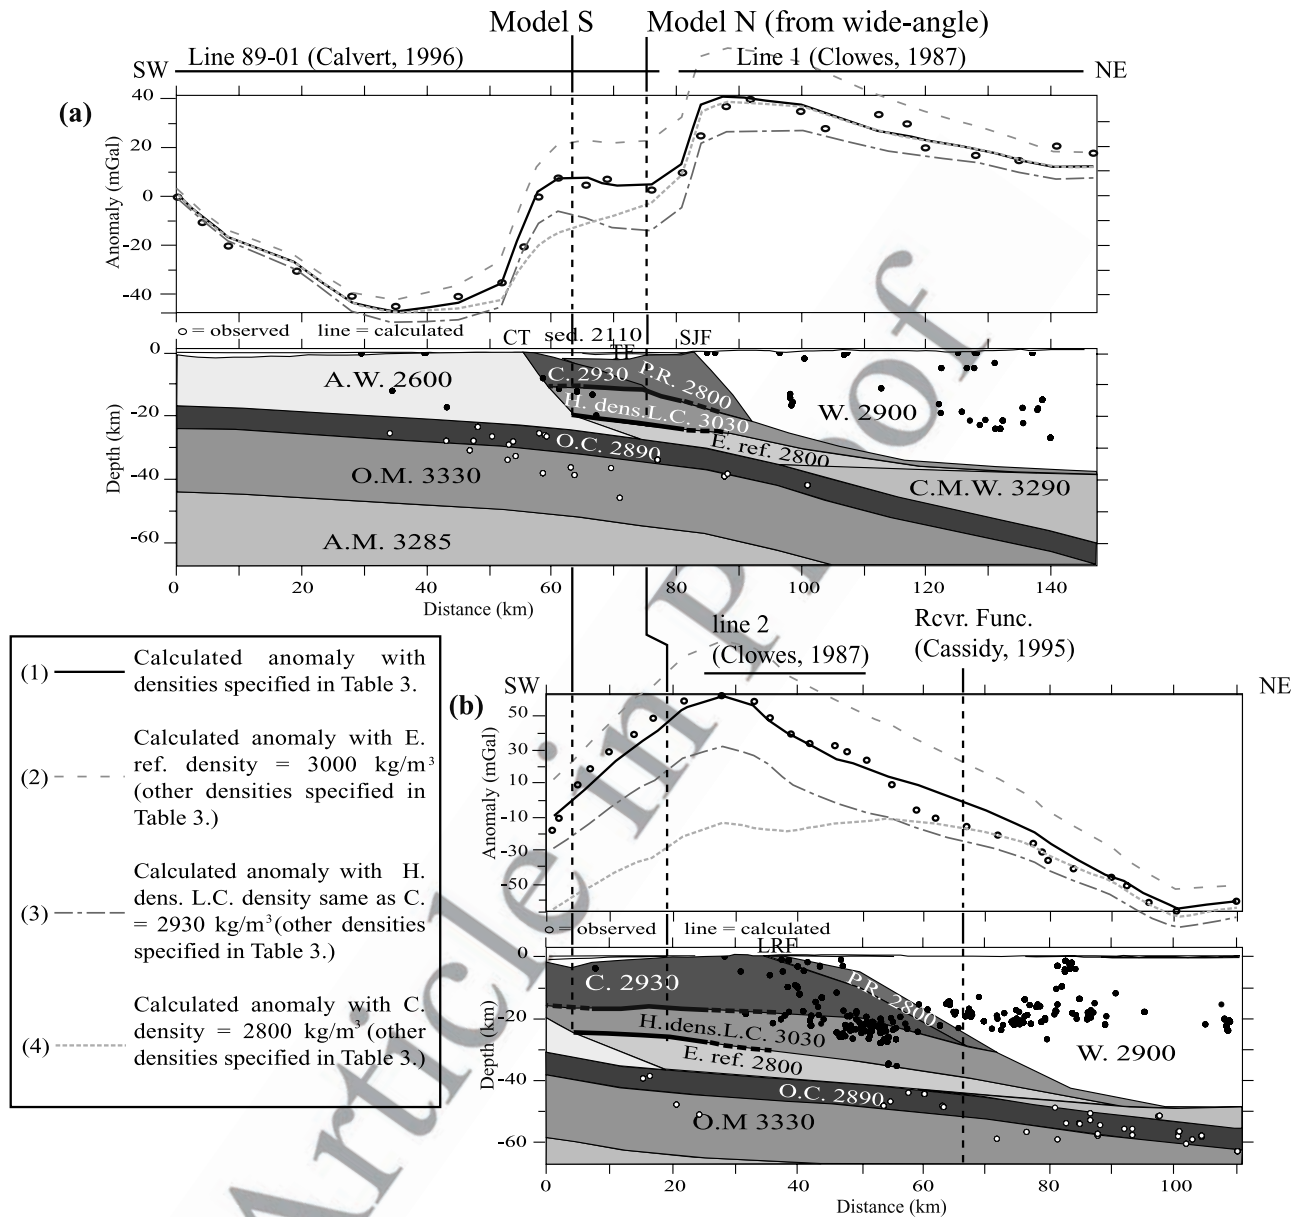 Model S
Model N (from wide-angle)
Line 89-01 (Calvert, 1996)
Line 1 (Clowes, 1987)
SW
NE
(a)
40
20
0
-20
-40
Anomaly (mGal)
o = observed line = calculated
CT
sed. 2110
TF
SJF
0
-20
-40
-60
Depth (km)
A.W. 2600
C. 2930
P.R. 2800
H. dens.L.C. 3030
W. 2900
O.C. 2890
E. ref. 2800
O.M. 3330
C.M.W. 3290
A.M. 3285
0 20 40 60 80 100 120 140
Distance (km)
line 2
(Clowes, 1987)
Rcvr. Func.
(Cassidy, 1995)
(1) Calculated anomaly with
densities specified in Table 3.
(2) Calculated anomaly with E.
ref. density = 3000 kg/m³
(other densities specified in
Table 3.)
(3) Calculated anomaly with H.
dens. L.C. density same as C.
= 2930 kg/m³(other densities
specified in Table 3.)
(4) Calculated anomaly with C.
density = 2800 kg/m³(other
densities specified in Table 3.)
SW
NE
(b)
50
30
10
-10
-30
-50
Anomaly (mGal)
o = observed line = calculated
LRF
0
-20
-40
-60
Depth (km)
C. 2930
P.R. 2800
H. dens.L.C. 3030
W. 2900
E. ref. 2800
O.C. 2890
O.M 3330
0 20 40 60 80 100
Distance (km)
Article in proof